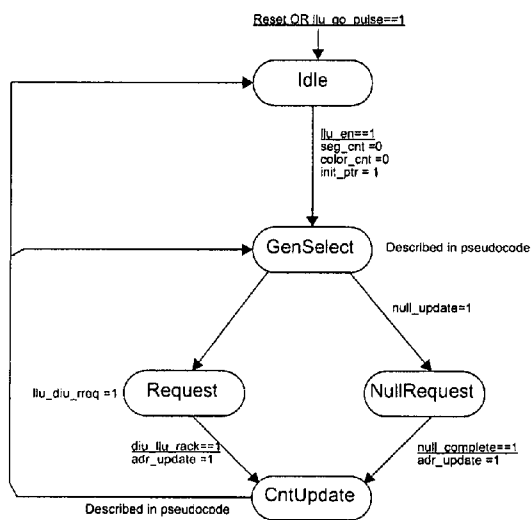 Reset OR llu_go_pulse==1
Idle
llu_en==1
seg_cnt =0
color_cnt=0
init_ptr = 1
GenSelect
Described in pseudocode
null_update=1
llu_diu_rreq =1
Request
NullRequest
diu_llu_rack==1
adr_update =1
null_complete==1
adr_update =1
CntUpdate
Described in pseudocode